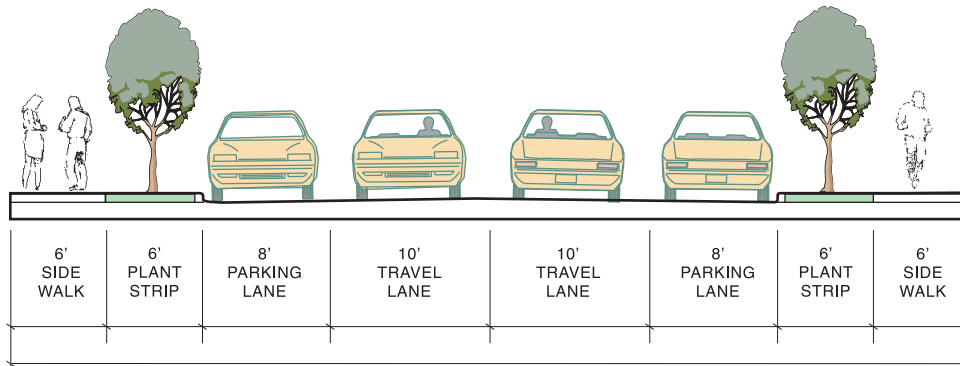 6'
SIDE
WALK
6'
PLANT
STRIP
8'
PARKING
LANE
10'
TRAVEL
LANE
10'
TRAVEL
LANE
8'
PARKING
LANE
6'
PLANT
STRIP
6'
SIDE
WALK